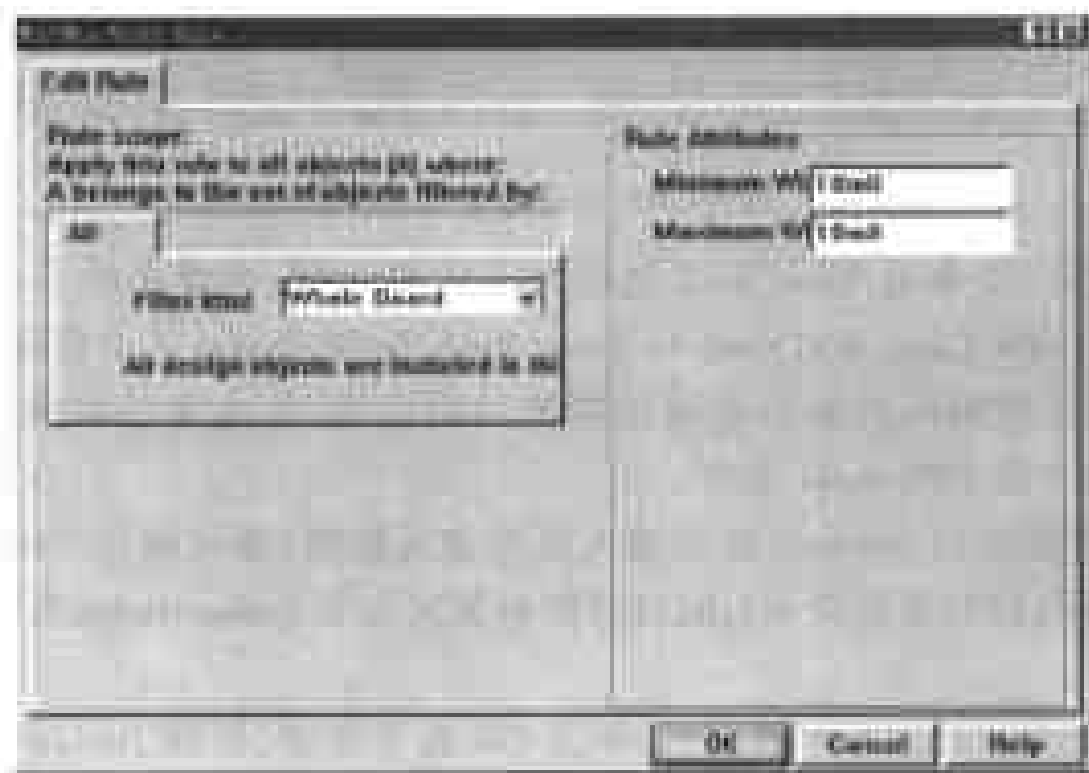 Edit Rule
Rule scope:
Apply this rule to all objects (A) where:
A belongs to the set of objects filtered by:
All
Filter kind
Whole Board
All design objects are included in
Rule Attributes
Minimum
Maximum
OK
Cancel
Help